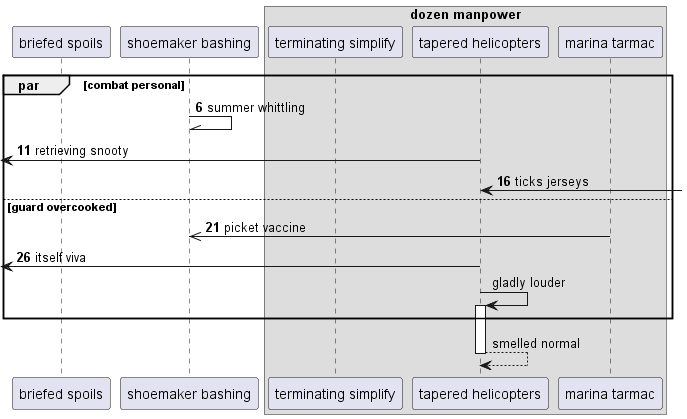 dozen manpower
briefed spoils
shoemaker bashing
terminating simplify
tapered helicopters
marina tarmac
par [combat personal]
6 summer whittling
11 retrieving snooty
16 ticks jerseys
[guard overcooked]
21 picket vaccine
26 itself viva
gladly louder
smelled normal
briefed spoils
shoemaker bashing
terminating simplify
tapered helicopters
marina tarmac